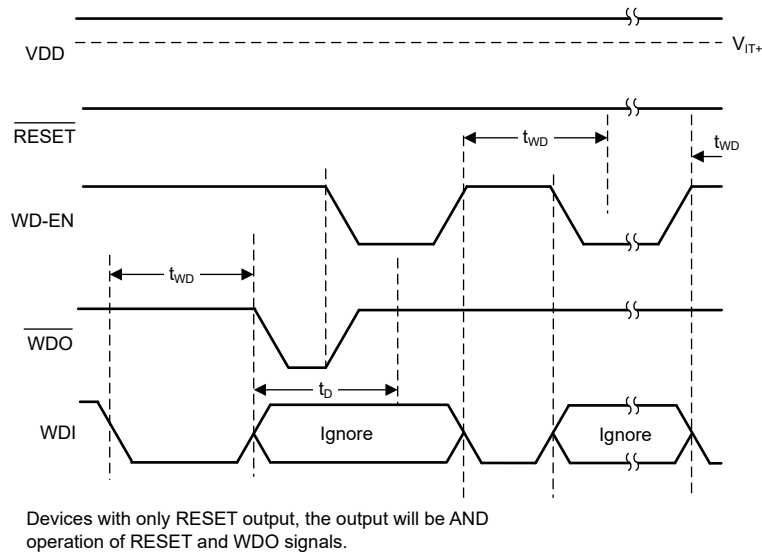 VDD
V_IT+
RESET
t_WD
t_WD
WD-EN
t_WD
WDO
t_D
WDI
Ignore
Ignore
Devices with only RESET output, the output will be AND
operation of RESET and WDO signals.